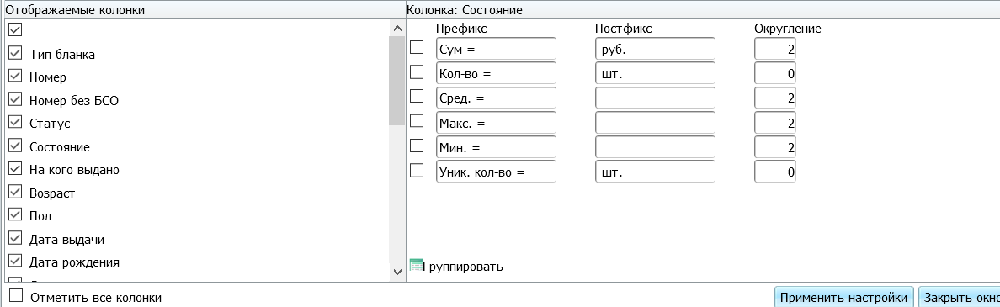 Отображаемые колонки
Тип бланка
Номер
Номер без БСО
Статус
Состояние
На кого выдано
Возраст
Пол
Дата выдачи
Дата рождения
Отметить все колонки
Колонка: Состояние
Префикс Постфикс Округление
Сум = руб. 2
Кол-во = шт. 0
Сред. = 2
Макс. = 2
Мин. = 2
Уник. кол-во = шт. 0
Группировать
Применить настройки Закрыть окно